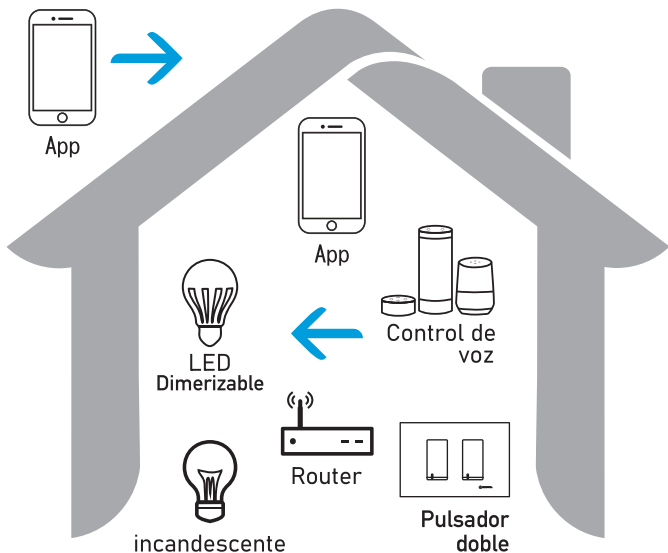 App
App
Control de
voz
LED
Dimerizable
Router
Pulsador
doble
incandescente